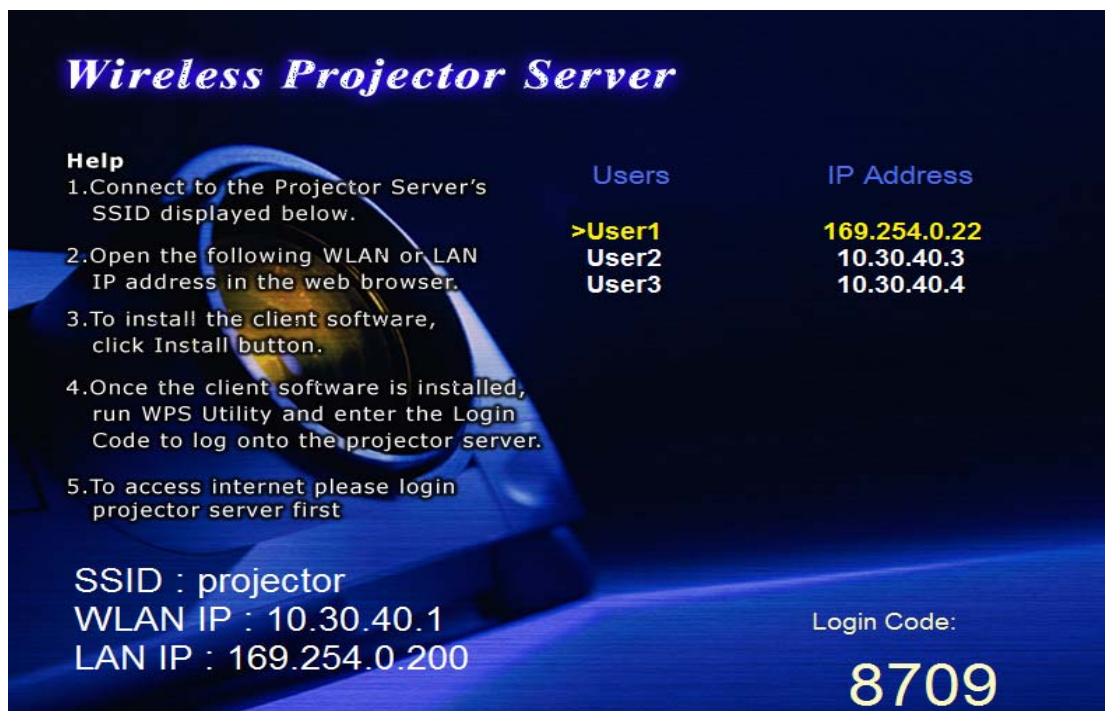 Wireless Projector Server
Help
1.Connect to the Projector Server's
SSID displayed below.
2.Open the following WLAN or LAN
IP address in the web browser.
3.To install the client software,
click Install button.
4.Once the client software is installed,
run WPS Utility and enter the Login
Code to log onto the projector server.
5.To access internet please login
projector server first
SSID : projector
WLAN IP : 10.30.40.1
LAN IP : 169.254.0.200
Users IP Address
>User1 169.254.0.22
User2 10.30.40.3
User3 10.30.40.4
Login Code:
8709